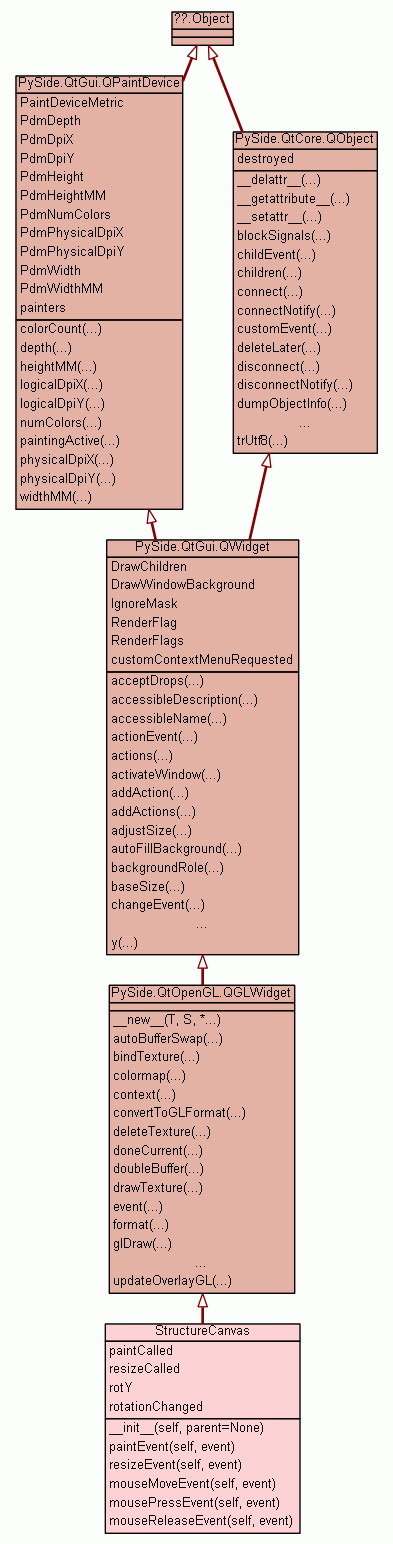 ??.Object
PySide.QtGui.QPaintDevice
PaintDeviceMetric
PdmDepth
PdmDpiX
PdmDpiY
PdmHeight
PdmHeightMM
PdmNumColors
PdmPhysicalDpiX
PdmPhysicalDpiY
PdmWidth
PdmWidthMM
painters
colorCount(...)
depth(...)
heightMM(...)
logicalDpiX(...)
logicalDpiY(...)
numColors(...)
paintingActive(...)
physicalDpiX(...)
physicalDpiY(...)
widthMM(...)
PySide.QtCore.QObject
destroyed
__delattr__(...)
__getattribute__(...)
__setattr__(...)
blockSignals(...)
childEvent(...)
children(...)
connect(...)
connectNotify(...)
customEvent(...)
deleteLater(...)
disconnect(...)
disconnectNotify(...)
dumpObjectInfo(...)
...
trUtf8(...)
PySide.QtGui.QWidget
DrawChildren
DrawWindowBackground
IgnoreMask
RenderFlag
RenderFlags
customContextMenuRequested
acceptDrops(...)
accessibleDescription(...)
accessibleName(...)
actionEvent(...)
actions(...)
activateWindow(...)
addAction(...)
addActions(...)
adjustSize(...)
autoFillBackground(...)
backgroundRole(...)
baseSize(...)
changeEvent(...)
...
y(...)
PySide.QtOpenGL.QGLWidget
__new__(T, S, *...)
autoBufferSwap(...)
bindTexture(...)
colormap(...)
context(...)
convertToGLFormat(...)
deleteTexture(...)
doneCurrent(...)
doubleBuffer(...)
drawTexture(...)
event(...)
format(...)
glDraw(...)
...
updateOverlayGL(...)
StructureCanvas
paintCalled
resizeCalled
rotY
rotationChanged
__init__(self, parent=None)
paintEvent(self, event)
resizeEvent(self, event)
mouseMoveEvent(self, event)
mousePressEvent(self, event)
mouseReleaseEvent(self, event)